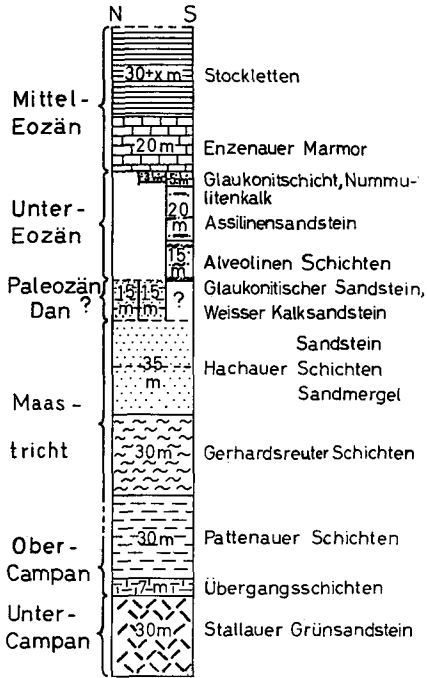 N S
30+x m Stockletten
Mittel-
Eozän
20m Enzenauer Marmor
5m Glaukonitschicht, Nummu-
litenkalk
Unter-
Eozän
20
m Assilinensandstein
15
m Alveolinen Schichten
Paleozän
Dan ?
15 15 ? Glaukonitischer Sandstein,
m m Weisser Kalksandstein
Sandstein
35
m Hachauer Schichten
Sandmergel
Maas-
tricht
30m Gerhardsreuter Schichten
30m Pattenauer Schichten
Ober-
Campan
7 m Übergangsschichten
Unter-
Campan
30m Stallauer Grünsandstein